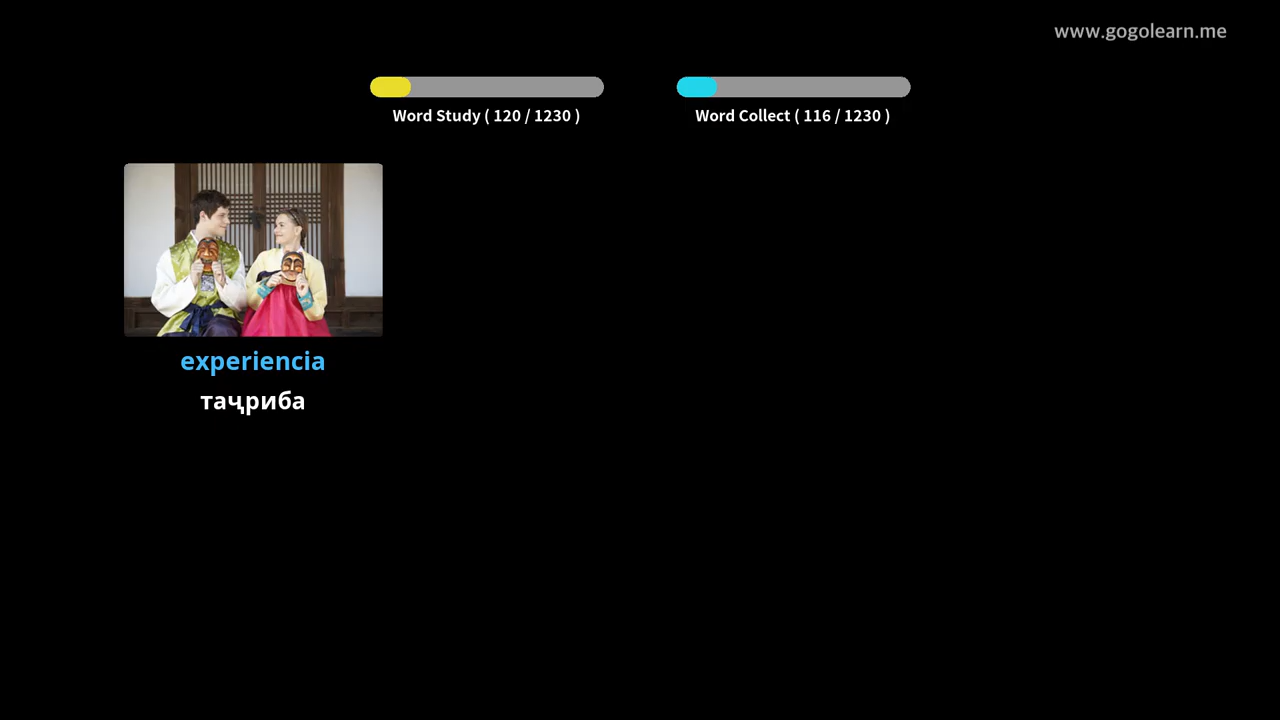 www.gogolearn.me
Word Study ( 120 / 1230 )
Word Collect ( 116 / 1230 )
experiencia
таҷриба